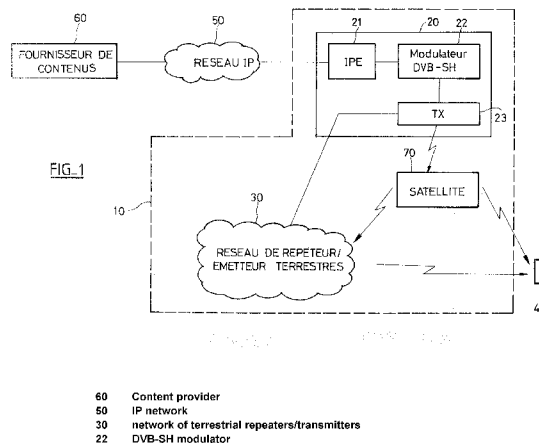 60
50
21
20
22
FOURNISSEUR DE
CONTENUS
RESEAU IP
IPE
Modulateur
DVB-SH
TX
23
FIG_1
70
SATELLITE
10
30
RESEAU DE REPETEUR/
EMETTEUR TERRESTRES
4
60 Content provider
50 IP network
30 network of terrestrial repeaters/transmitters
22 DVB-SH modulator